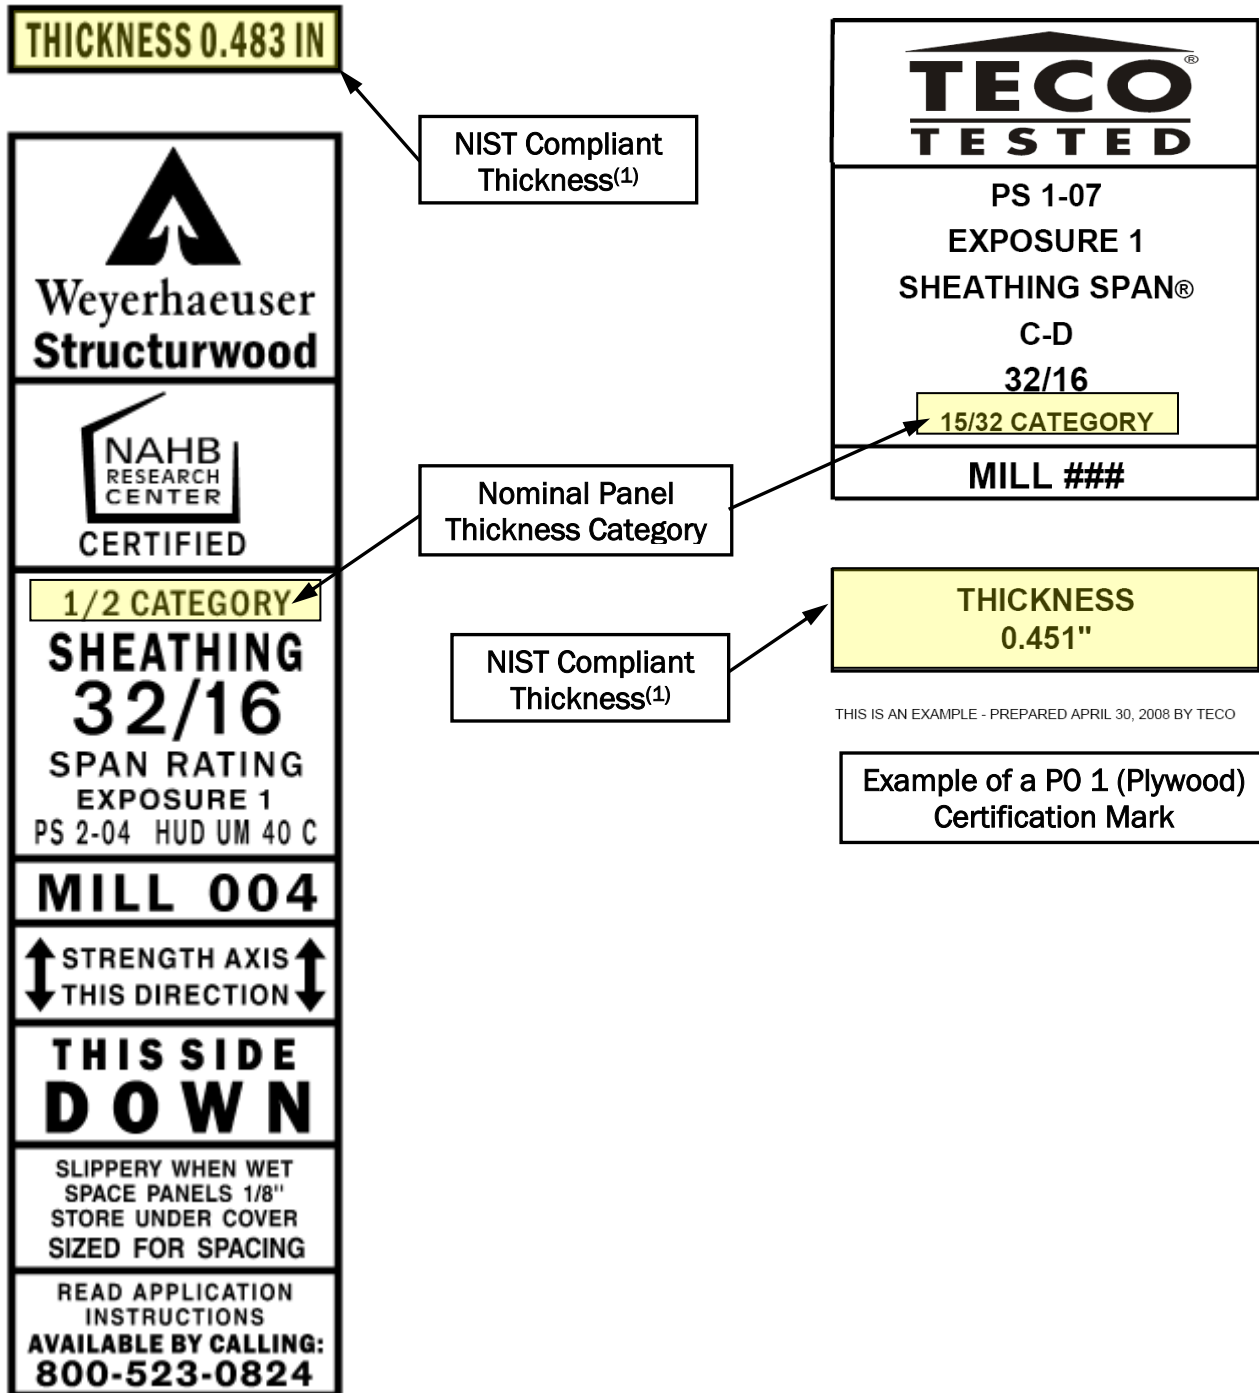 THICKNESS 0.483 IN
NIST Compliant
Thickness(1)
Weyerhaeuser
Structurwood
NAHB
RESEARCH
CENTER
CERTIFIED
1/2 CATEGORY
SHEATHING
32/16
SPAN RATING
EXPOSURE 1
PS 2-04 HUD UM 40 C
MILL 004
STRENGTH AXIS
THIS DIRECTION
THIS SIDE
DOWN
SLIPPERY WHEN WET
SPACE PANELS 1/8"
STORE UNDER COVER
SIZED FOR SPACING
READ APPLICATION
INSTRUCTIONS
AVAILABLE BY CALLING:
800-523-0824
Nominal Panel
Thickness Category
NIST Compliant
Thickness(1)
TECO®
TESTED
PS 1-07
EXPOSURE 1
SHEATHING SPAN®
C-D
32/16
15/32 CATEGORY
MILL ###
THICKNESS
0.451"
THIS IS AN EXAMPLE - PREPARED APRIL 30, 2008 BY TECO
Example of a PO 1 (Plywood)
Certification Mark